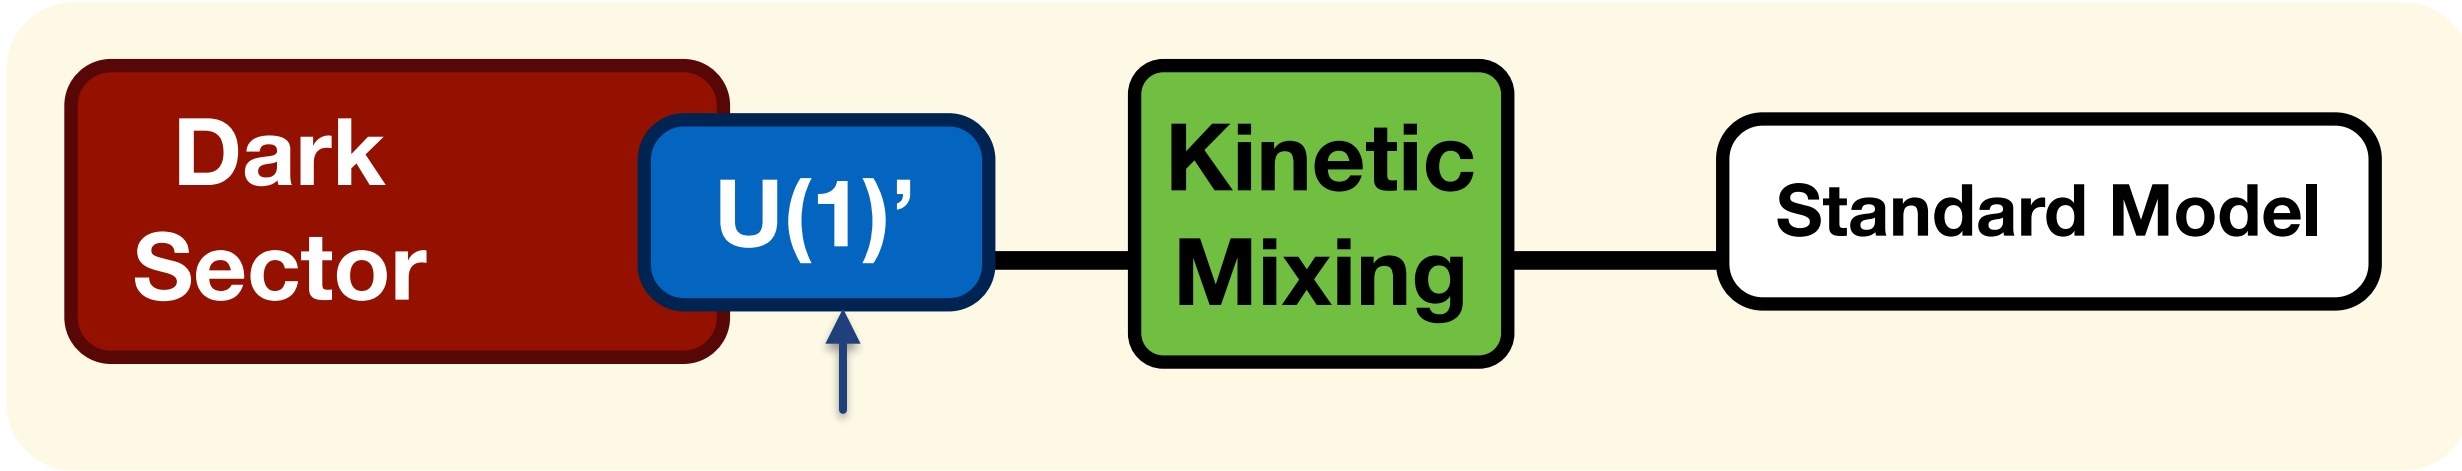 Dark
Sector
U(1)’
Kinetic
Mixing
Standard Model